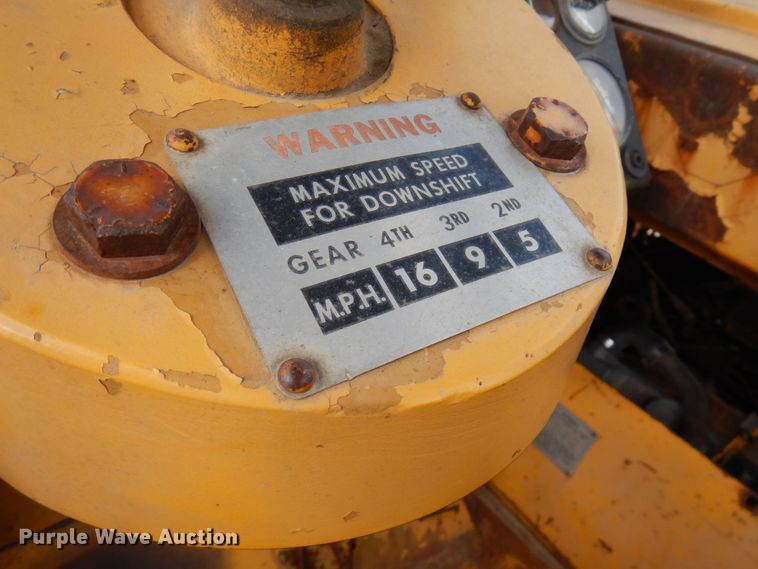 WARNING
MAXIMUM SPEED
FOR DOWNSHIFT
GEAR 4TH 3RD 2ND
M.P.H. 16 9 5
Purple Wave Auction